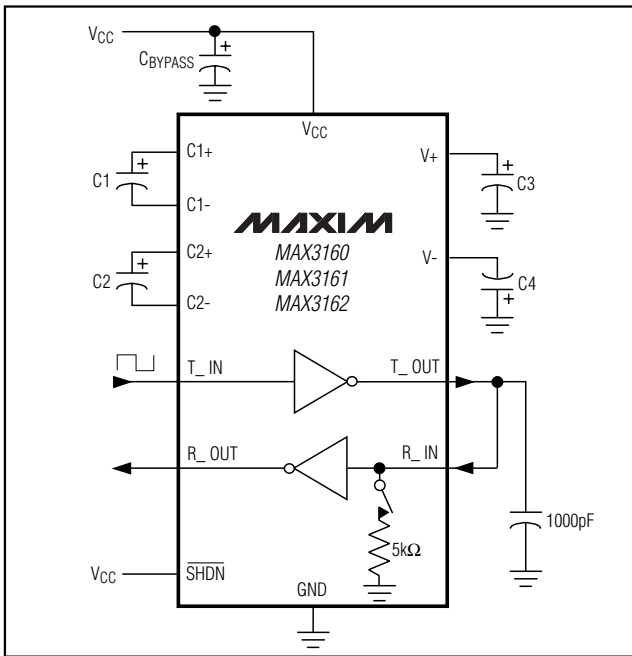 VCC
CBYPASS
+
VCC
C1+
V+
+
C1
+
C3
C1-
MAXIM
C2+
MAX3160
V-
+
C2
MAX3161
C4
C2-
MAX3162
+
T_ IN
T_ OUT
R_ OUT
R_ IN
1000pF
5kΩ
VCC
SHDN
GND